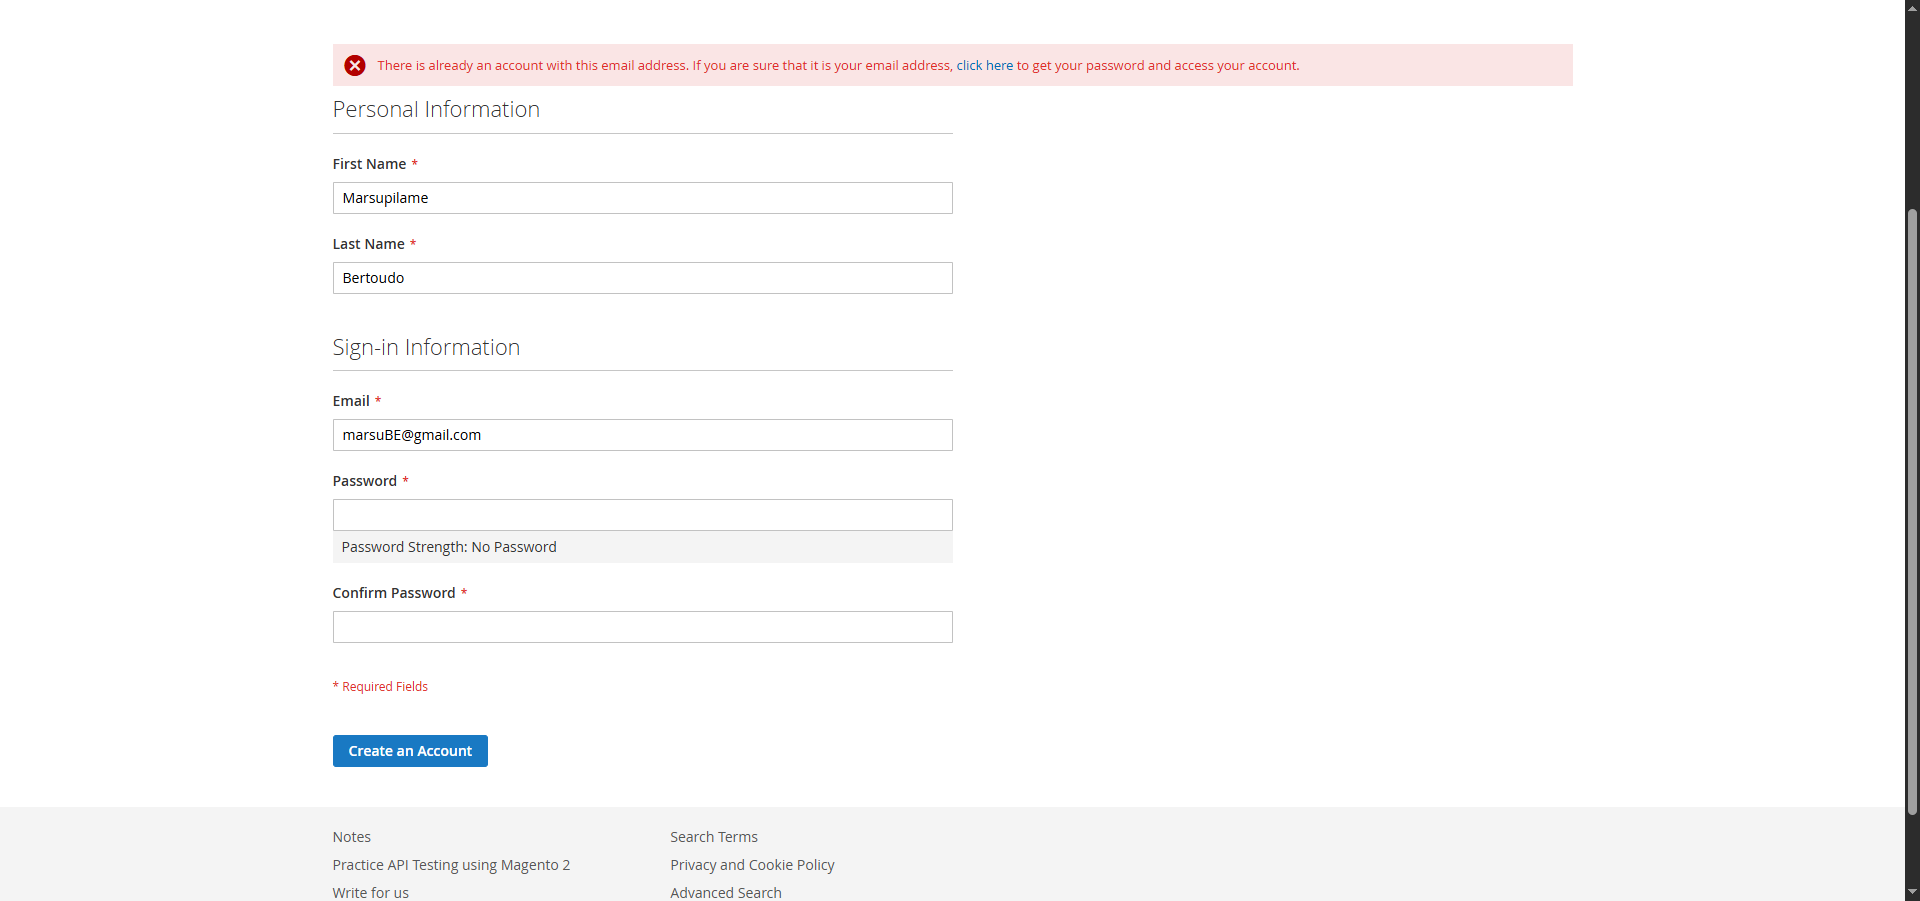 There is already an account with this email address. If you are sure that it is your email address, click here to get your password and access your account.
Personal Information
First Name *
Marsupilame
Last Name *
Bertoudo
Sign-in Information
Email *
marsuBE@gmail.com
Password *
Password Strength: No Password
Confirm Password *
* Required Fields
Create an Account
Notes
Search Terms
Practice API Testing using Magento 2
Privacy and Cookie Policy
Write for us
Advanced Search